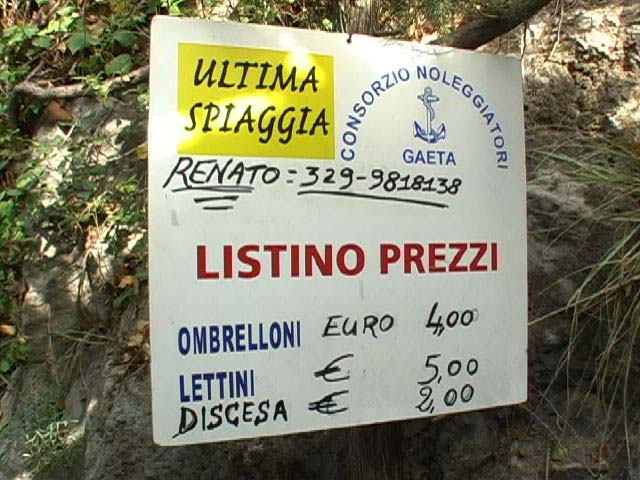 ULTIMA
SPIAGGIA
CONSORZIO NOLEGGIATORI
GAETA
RENATO = 329-9818138
LISTINO PREZZI
OMBRELLONI EURO 4,00
LETTINI € 5,00
DISCESA € 2,00